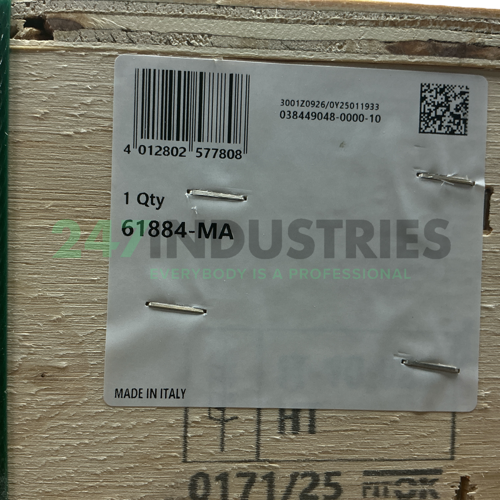 3001Z0926/0Y25011933
038449048-0000-10
4 012802 577808
1 Qty
61884-MA
247INDUSTRIES
EVERYBODY IS A PROFESSIONAL
MADE IN ITALY
HT
0171/25